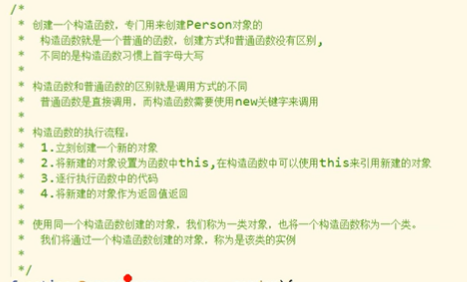 /*
* 创建一个构造函数，专门用来创建Person对象的
* 构造函数就是一个普通的函数，创建方式和普通函数没有区别，
* 不同的是构造函数习惯上首字母大写
*
* 构造函数和普通函数的区别就是调用方式的不同
* 普通函数是直接调用，而构造函数需要使用new关键字来调用
*
* 构造函数的执行流程：
* 1.立刻创建一个新的对象
* 2.将新建的对象设置为函数中this,在构造函数中可以使用this来引用新建的对象
* 3.逐行执行函数中的代码
* 4.将新建的对象作为返回值返回
*
* 使用同一个构造函数创建的对象，我们称为一类对象，也将一个构造函数称为一个类。
* 我们将通过一个构造函数创建的对象，称为是该类的实例
*
*/